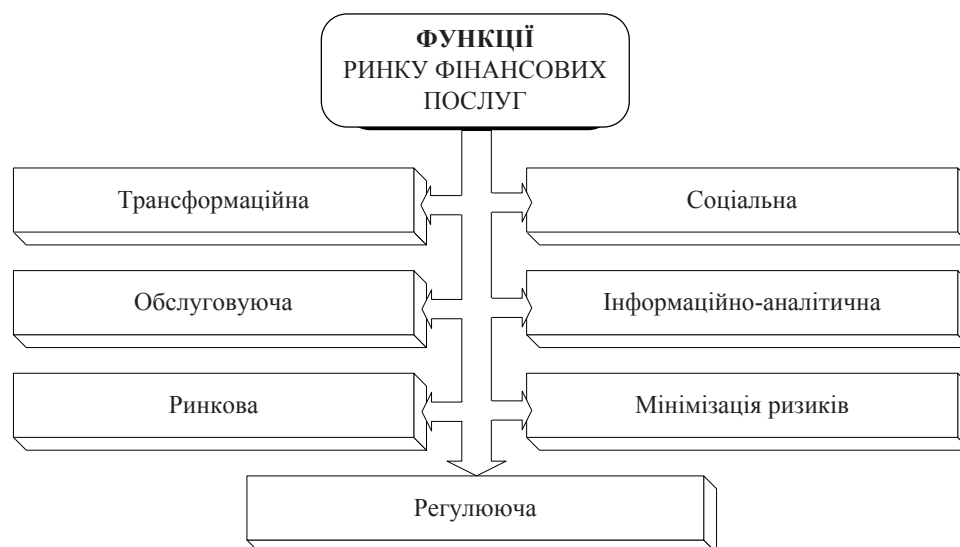 ФУНКЦІЇ
РИНКУ ФІНАНСОВИХ
ПОСЛУГ
Трансформаційна
Соціальна
Обслуговуюча
Інформаційно-аналітична
Ринкова
Мінімізація ризиків
Регулююча